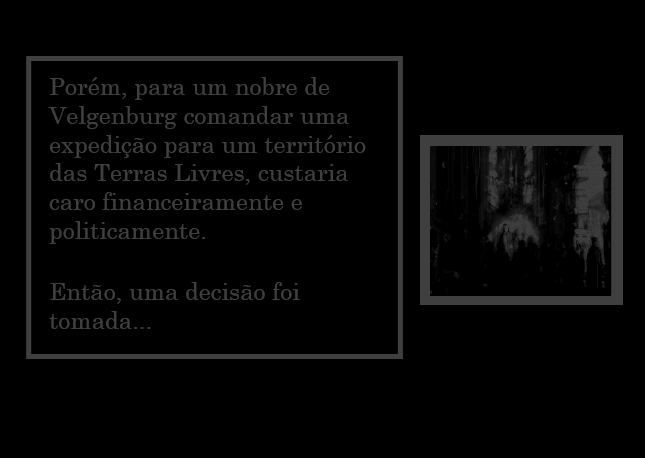 Porém, para um nobre de
Velgenburg comandar uma
expedição para um território
das Terras Livres, custaria
caro financeiramente e
politicamente.
Então, uma decisão foi
tomada...